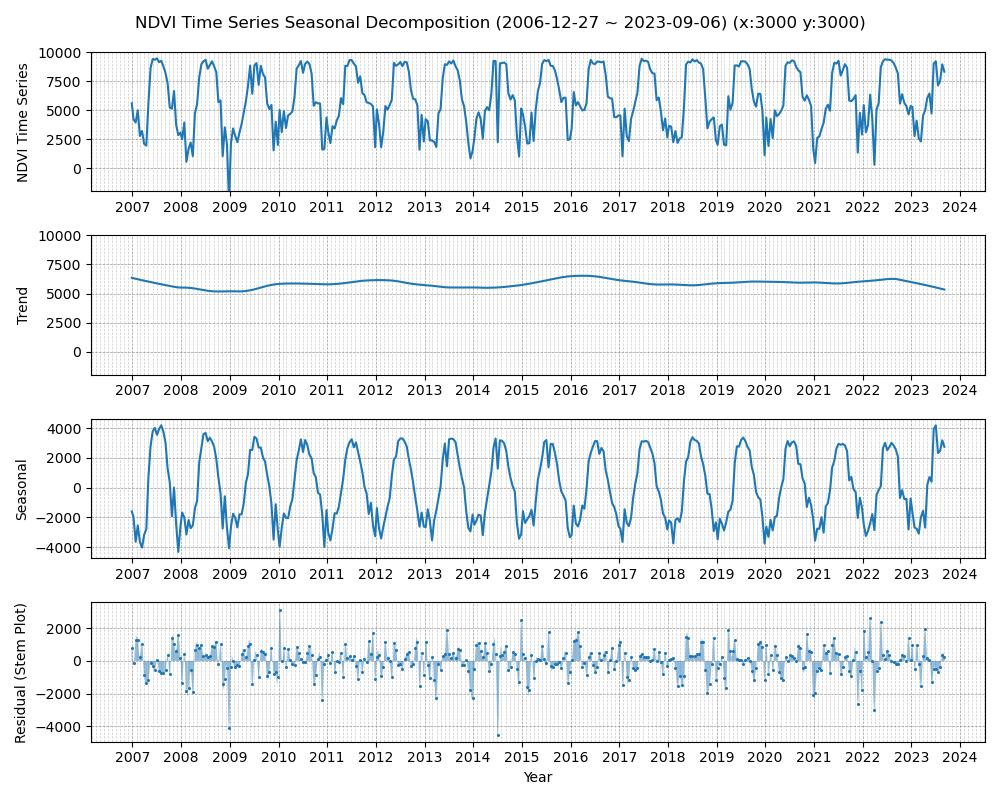 NDVI Time Series Seasonal Decomposition (2006-12-27 ~ 2023-09-06) (x:3000 y:3000)
NDVI Time Series
10000
7500
5000
2500
0
2007 2008 2009 2010 2011 2012 2013 2014 2015 2016 2017 2018 2019 2020 2021 2022 2023 2024
Trend
10000
7500
5000
2500
0
2007 2008 2009 2010 2011 2012 2013 2014 2015 2016 2017 2018 2019 2020 2021 2022 2023 2024
Seasonal
4000
2000
0
−2000
−4000
2007 2008 2009 2010 2011 2012 2013 2014 2015 2016 2017 2018 2019 2020 2021 2022 2023 2024
Residual (Stem Plot)
2000
0
−2000
−4000
2007 2008 2009 2010 2011 2012 2013 2014 2015 2016 2017 2018 2019 2020 2021 2022 2023 2024
Year